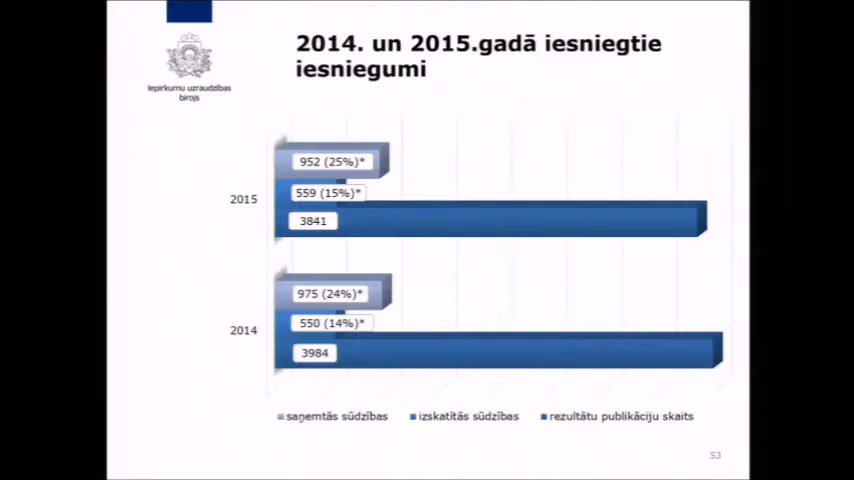 2014. un 2015.gadā iesniegtie
iesniegumi
Iepirkumu uzraudzības
birojs
952 (25%)*
559 (15%)*
2015
3841
975 (24%)*
550 (14%)*
2014
3984
saņemtās sūdzības
izskatītās sūdzības
rezultātu publikāciju skaits
53